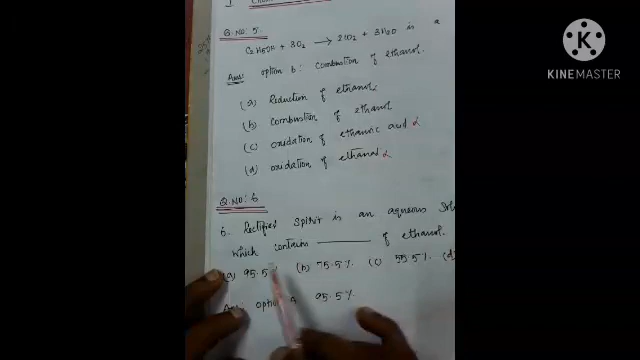 Q.NO: 5.
C₂H₅OH + 3O₂ → 2CO₂ + 3H₂O is a
Ans: option b: Combustion of ethanol.
(a) Reduction of ethanol
(b) Combustion of ethanol
(c) oxidation of ethanoic acid
(d) oxidation of ethanal
Q.NO: 6
6. Rectified spirit is an aqueous sol
which contains ______ of ethanol.
(a) 95.5% (b) 75.5% (c) 55.5% (d)
Ans: option a 95.5%
K
KINEMASTER